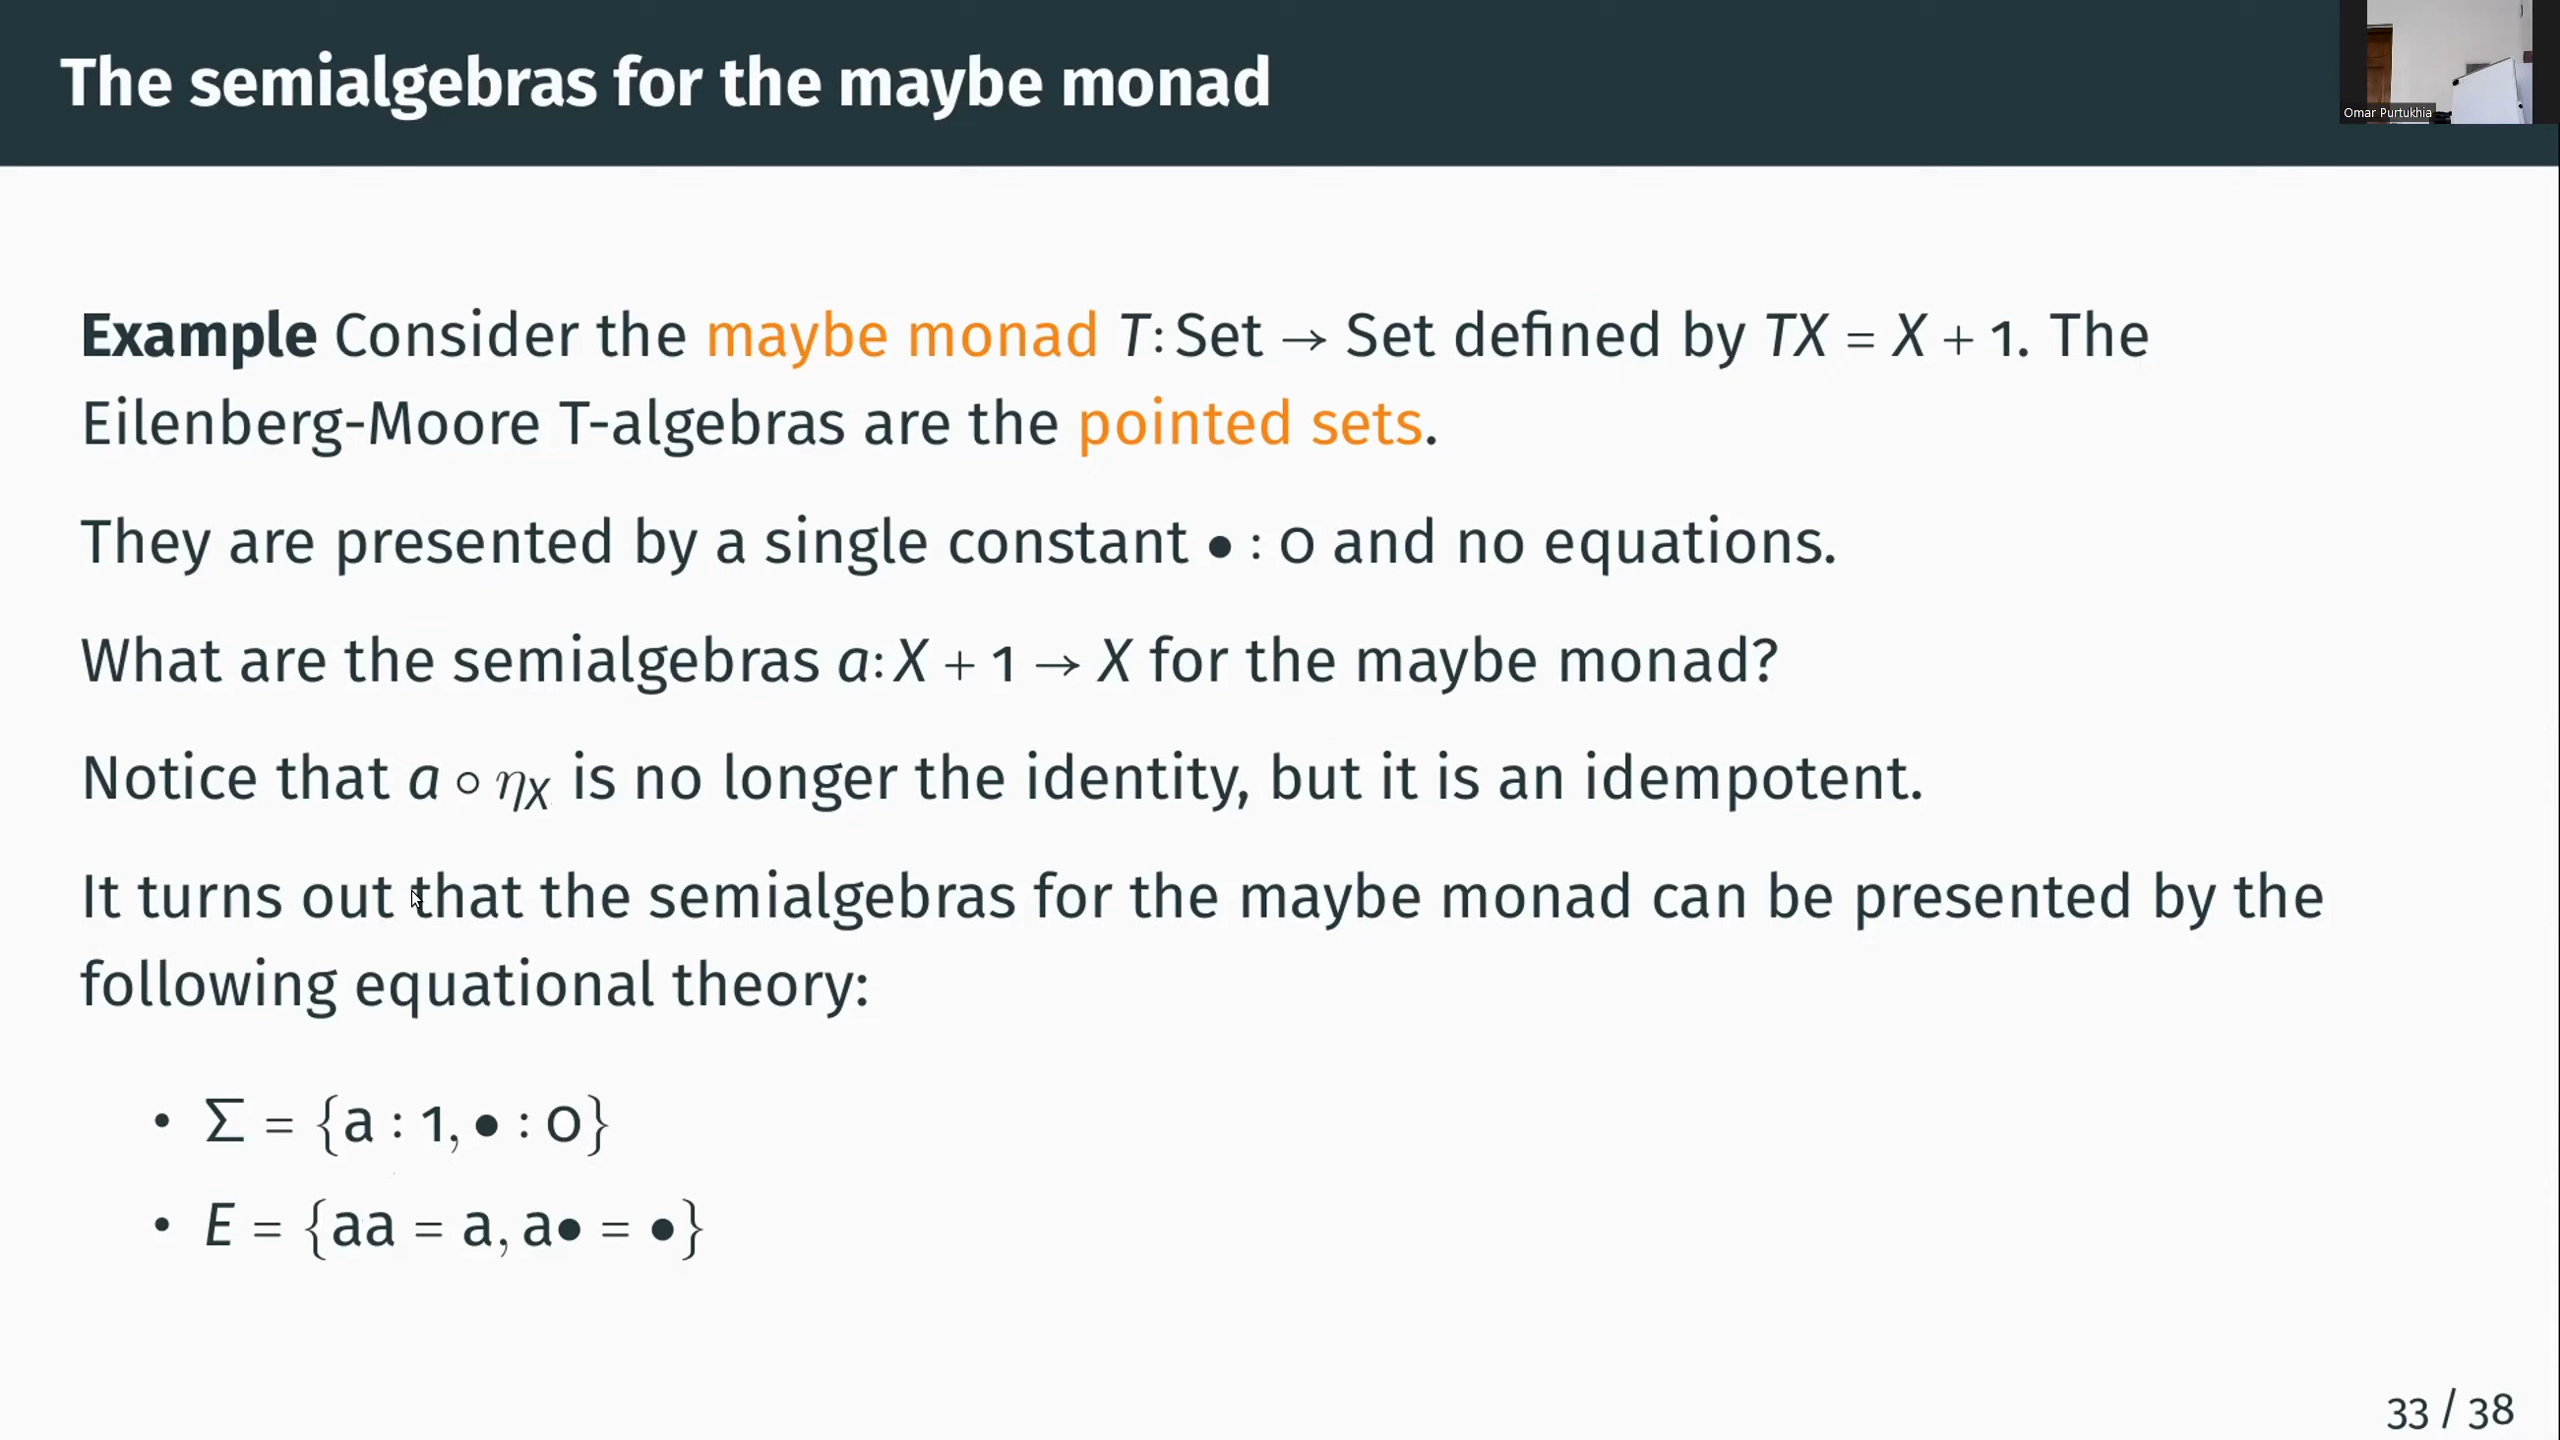 The semialgebras for the maybe monad
Omar Purtukhia
Example Consider the maybe monad T: Set → Set defined by TX = X + 1. The
Eilenberg-Moore T-algebras are the pointed sets.
They are presented by a single constant • : 0 and no equations.
What are the semialgebras a: X + 1 → X for the maybe monad?
Notice that a ∘ ηX is no longer the identity, but it is an idempotent.
It turns out that the semialgebras for the maybe monad can be presented by the
following equational theory:
• Σ = {a : 1, • : 0}
• E = {aa = a, a• = •}
33 / 38